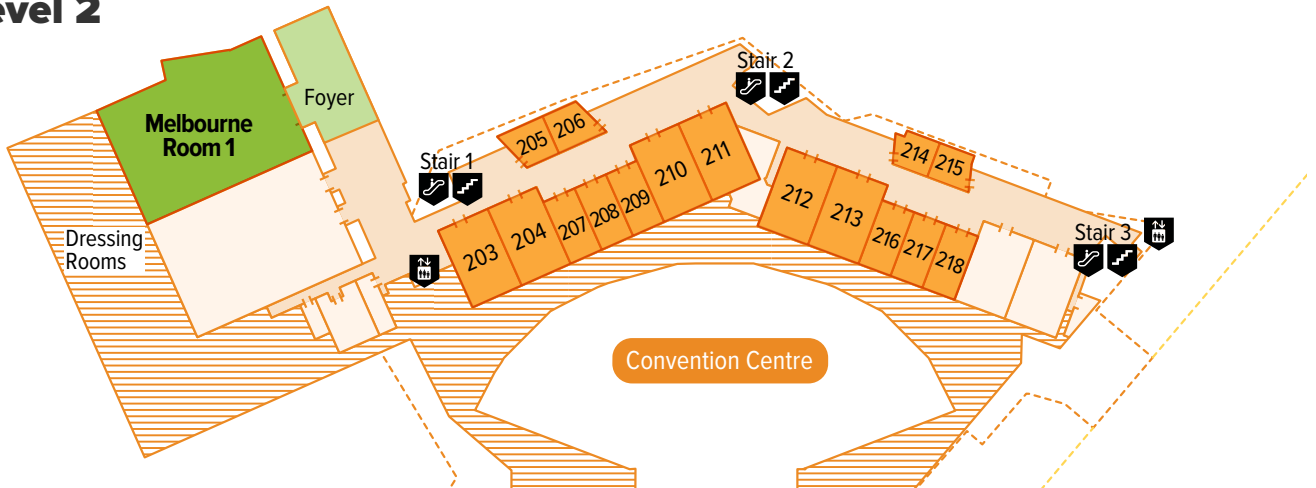 evel 2
Melbourne
Room 1
Foyer
Dressing
Rooms
Stair 1
Stair 2
Stair 3
203
204
205
206
207
208
209
210
211
212
213
214
215
216
217
218
Convention Centre